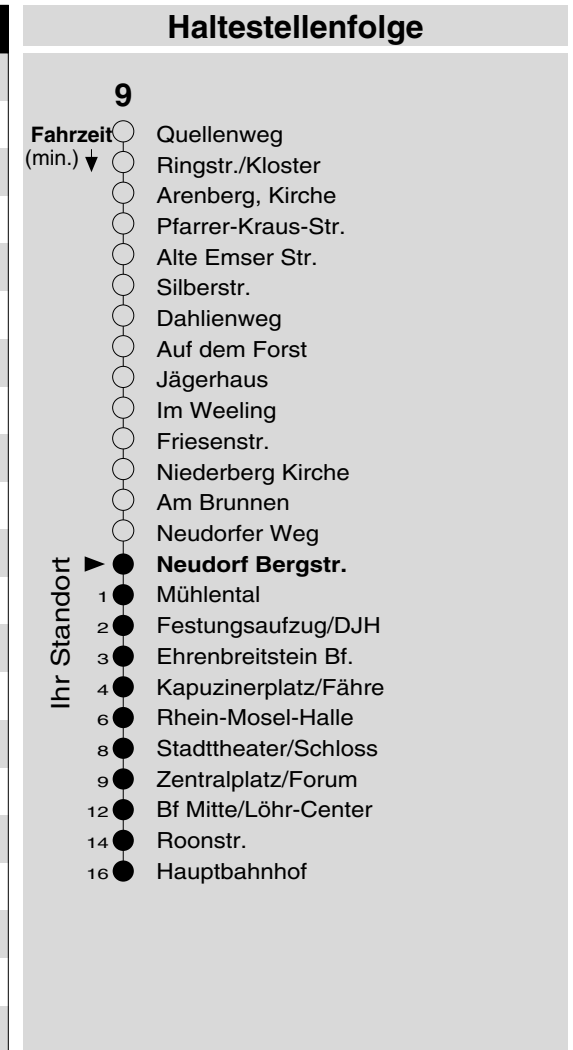 Haltestellenfolge
9
Fahrzeit
(min.)
Quellenweg
Ringstr./Kloster
Arenberg, Kirche
Pfarrer-Kraus-Str.
Alte Emser Str.
Silberstr.
Dahlienweg
Auf dem Forst
Jägerhaus
Im Weeling
Friesenstr.
Niederberg Kirche
Am Brunnen
Neudorfer Weg
Ihr Standort
Neudorf Bergstr.
1 Mühlental
2 Festungsaufzug/DJH
3 Ehrenbreitstein Bf.
4 Kapuzinerplatz/Fähre
6 Rhein-Mosel-Halle
8 Stadttheater/Schloss
9 Zentralplatz/Forum
12 Bf Mitte/Löhr-Center
14 Roonstr.
16 Hauptbahnhof